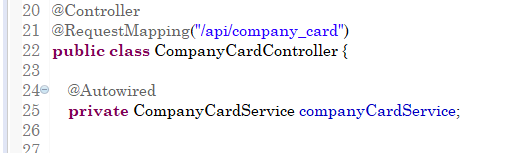 20 @Controller
21 @RequestMapping("/api/company_card")
22 public class CompanyCardController {
23
24 @Autowired
25 private CompanyCardService companyCardService;
26
27